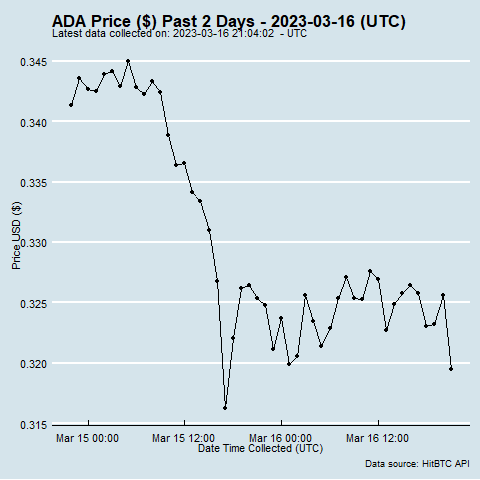 ADA Price ($) Past 2 Days - 2023-03-16 (UTC)
Latest data collected on: 2023-03-16 21:04:02  - UTC
0.345
0.340
0.335
0.330
0.325
0.320
0.315
Price USD ($)
Mar 15 00:00
Mar 15 12:00
Mar 16 00:00
Mar 16 12:00
Date Time Collected (UTC)
Data source: HitBTC API